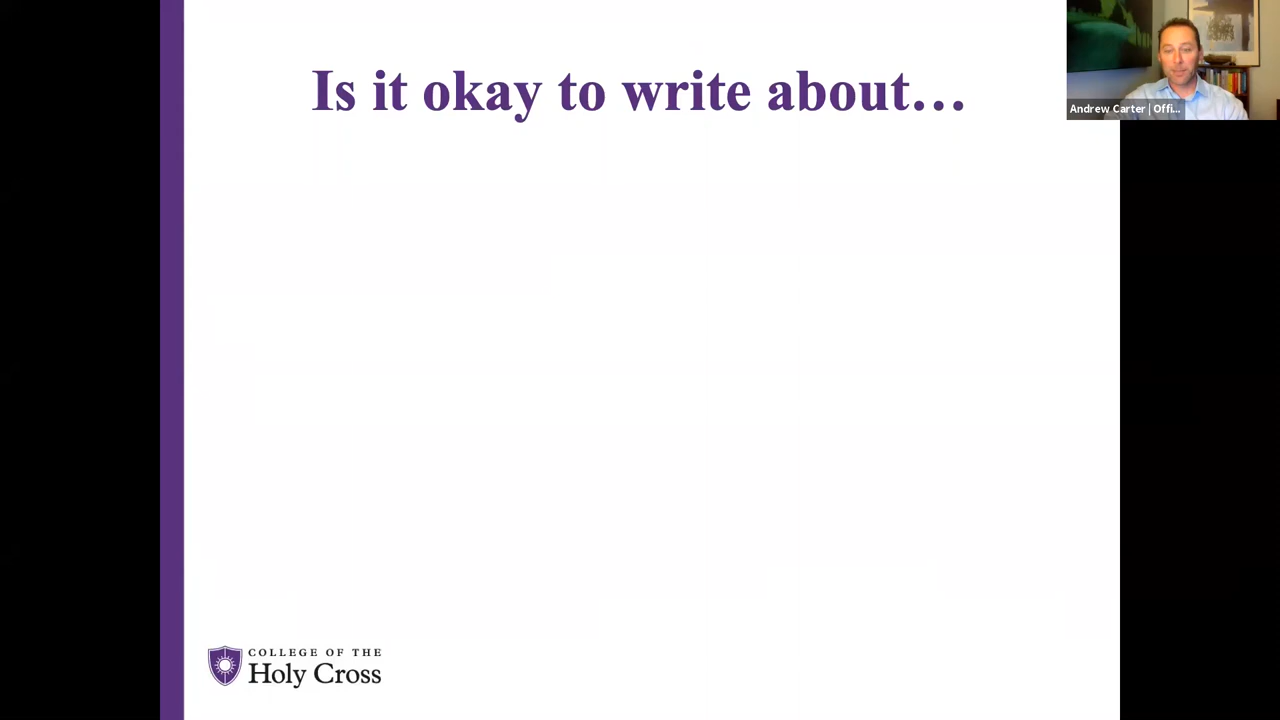 Is it okay to write about…
Andrew Carter | Offi...
COLLEGE OF THE
Holy Cross